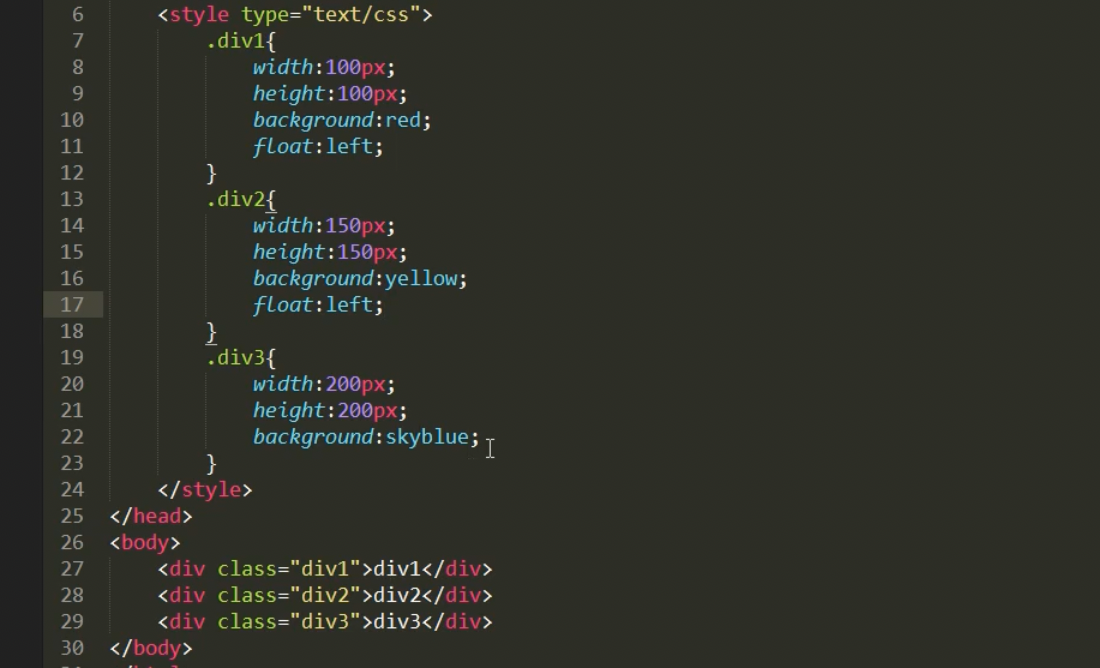 6 <style type="text/css">
7 .div1{
8 width:100px;
9 height:100px;
10 background:red;
11 float:left;
12 }
13 .div2{
14 width:150px;
15 height:150px;
16 background:yellow;
17 float:left;
18 }
19 .div3{
20 width:200px;
21 height:200px;
22 background:skyblue;
23 }
24 </style>
25 </head>
26 <body>
27 <div class="div1">div1</div>
28 <div class="div2">div2</div>
29 <div class="div3">div3</div>
30 </body>